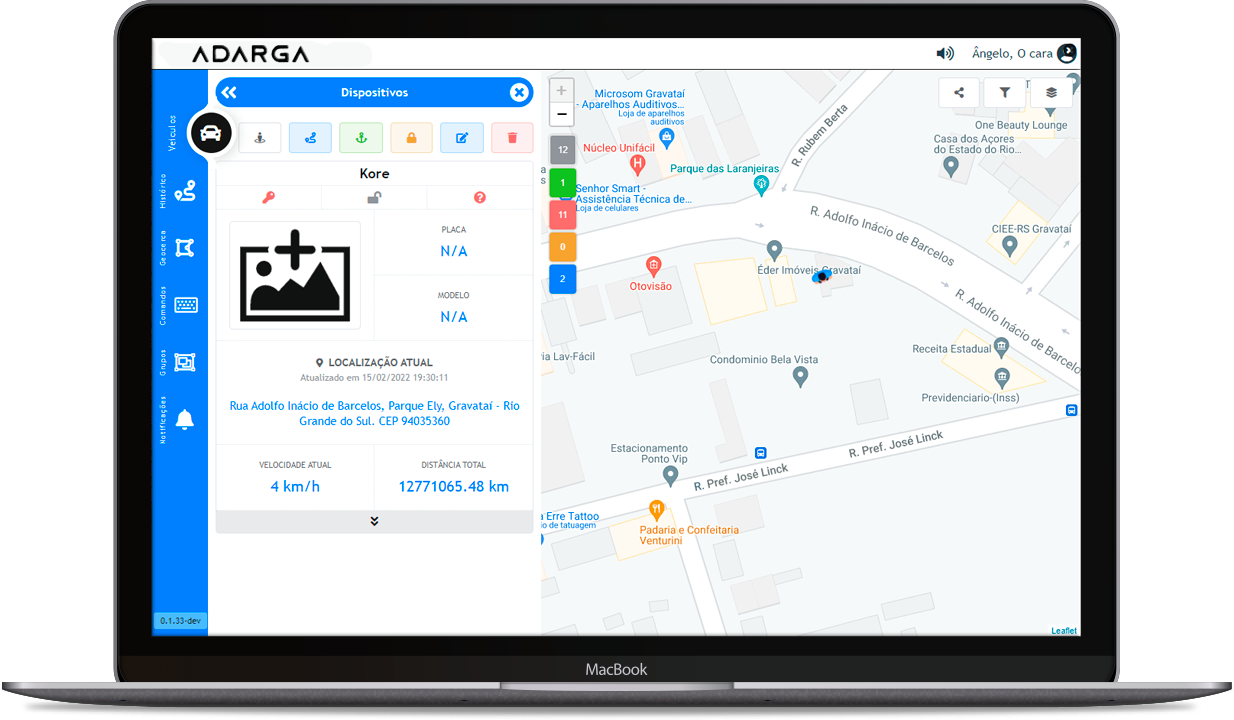 ADARGA
Ângelo, O cara
Dispositivos
Veículos
Histórico
Geocerca
Comandos
Grupos
Notificações
0.1.33-dev
Kore
PLACA
N/A
MODELO
N/A
LOCALIZAÇÃO ATUAL
Atualizado em 15/02/2022 19:30:11
Rua Adolfo Inácio de Barcelos, Parque Ely, Gravataí - Rio
Grande do Sul. CEP 94035360
VELOCIDADE ATUAL
4 km/h
DISTÂNCIA TOTAL
12771065.48 km
+
−
12
1
11
0
2
Microsom Gravataí
- Aparelhos Auditivos...
Loja de aparelhos
auditivos
Núcleo Unifácil
Parque das Laranjeiras
Senhor Smart -
Assistência Técnica de...
Loja de celulares
R. Rubem Berta
One Beauty Lounge
Casa dos Açores
do Estado do Rio...
R. Adolfo Inácio de Barcelos
CIEE-RS Gravataí
Éder Imóveis Gravataí
Otovisão
R. Adolfo Inácio de Barcelos
ria Lav-Fácil
Condominio Bela Vista
Receita Estadual
Previdenciario-(Inss)
Estacionamento
Ponto Vip
R. Pref. José Linck
R. Pref. José Linck
a Erre Tattoo
io de tatuagem
Padaria e Confeitaria
Venturini
Leaflet
MacBook